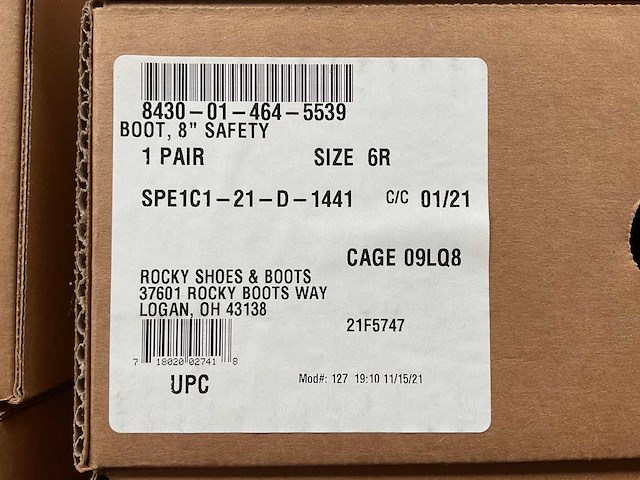 8430-01-464-5539
BOOT, 8" SAFETY
1 PAIR SIZE 6R
SPE1C1-21-D-1441 C/C 01/21
CAGE 09LQ8
ROCKY SHOES & BOOTS
37601 ROCKY BOOTS WAY
LOGAN, OH 43138
21F5747
7 18020 02741 8
UPC
Mod#: 127 19:10 11/15/21